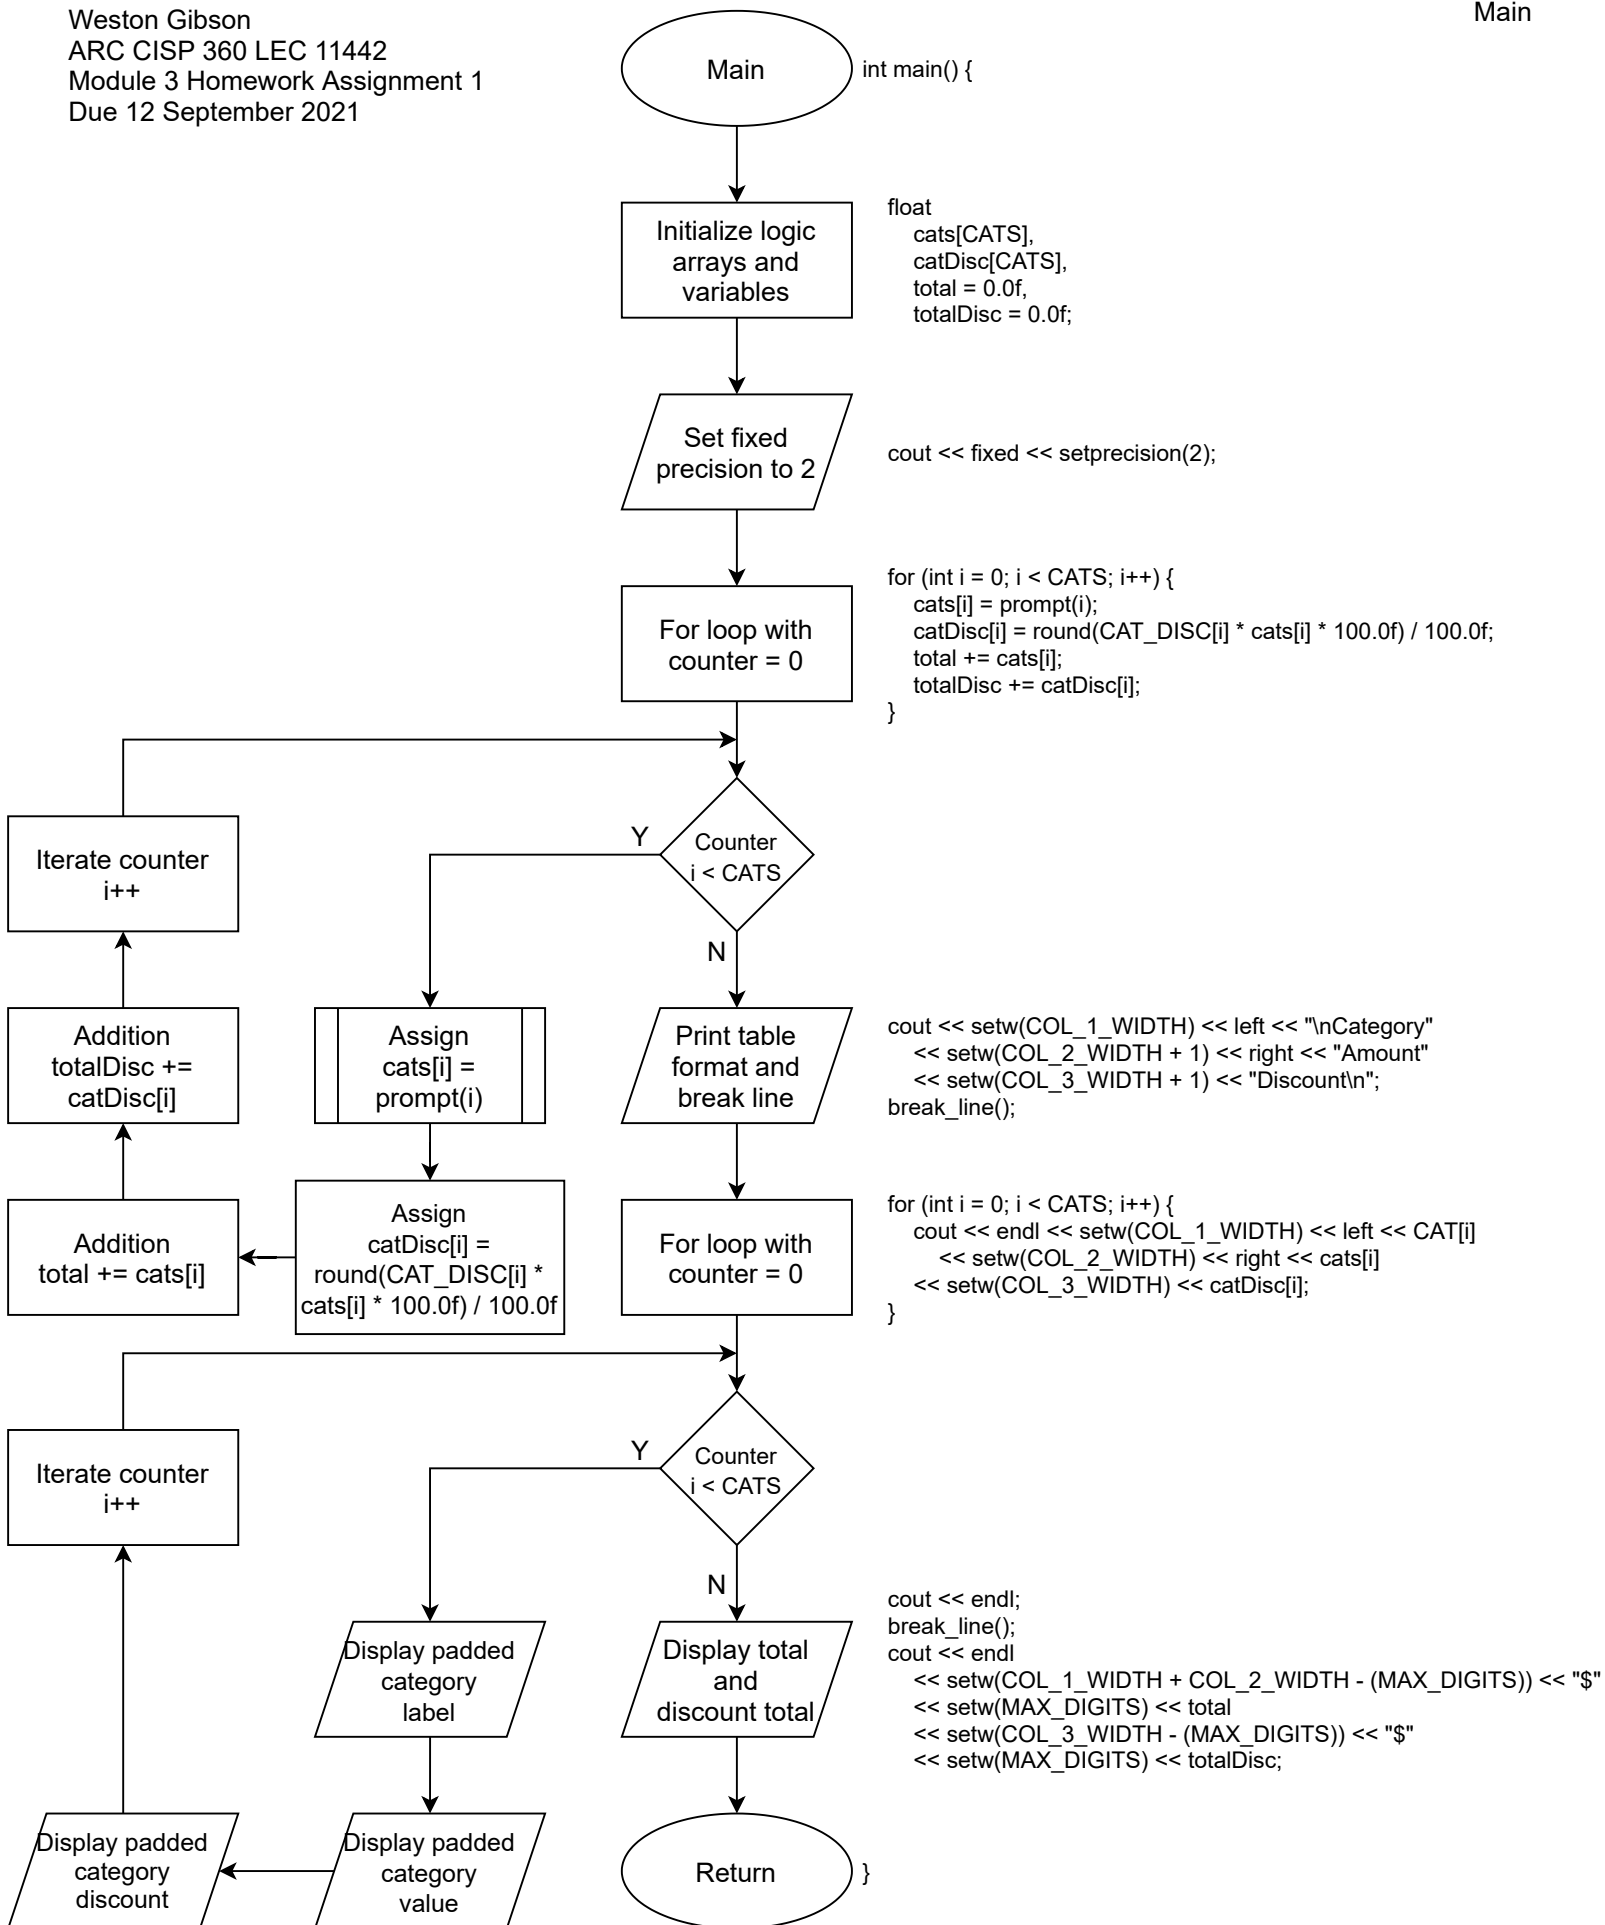 Weston Gibson
ARC CISP 360 LEC 11442
Module 3 Homework Assignment 1
Due 12 September 2021
Main
Main
int main() {
Initialize logic
arrays and
variables
float
cats[CATS],
catDisc[CATS],
total = 0.0f,
totalDisc = 0.0f;
Set fixed
precision to 2
cout << fixed << setprecision(2);
For loop with
counter = 0
for (int i = 0; i < CATS; i++) {
cats[i] = prompt(i);
catDisc[i] = round(CAT_DISC[i] * cats[i] * 100.0f) / 100.0f;
total += cats[i];
totalDisc += catDisc[i];
}
Counter
i < CATS
Y
N
Iterate counter
i++
Addition
totalDisc +=
catDisc[i]
Assign
cats[i] =
prompt(i)
Print table
format and
break line
cout << setw(COL_1_WIDTH) << left << "\nCategory"
<< setw(COL_2_WIDTH + 1) << right << "Amount"
<< setw(COL_3_WIDTH + 1) << "Discount\n";
break_line();
Addition
total += cats[i]
Assign
catDisc[i] =
round(CAT_DISC[i] *
cats[i] * 100.0f) / 100.0f
For loop with
counter = 0
for (int i = 0; i < CATS; i++) {
cout << endl << setw(COL_1_WIDTH) << left << CAT[i]
<< setw(COL_2_WIDTH) << right << cats[i]
<< setw(COL_3_WIDTH) << catDisc[i];
}
Counter
i < CATS
Y
N
Iterate counter
i++
Display padded
category
label
Display total
and
discount total
cout << endl;
break_line();
cout << endl
<< setw(COL_1_WIDTH + COL_2_WIDTH - (MAX_DIGITS)) << "$"
<< setw(MAX_DIGITS) << total
<< setw(COL_3_WIDTH - (MAX_DIGITS)) << "$"
<< setw(MAX_DIGITS) << totalDisc;
Display padded
category
discount
Display padded
category
value
Return
}